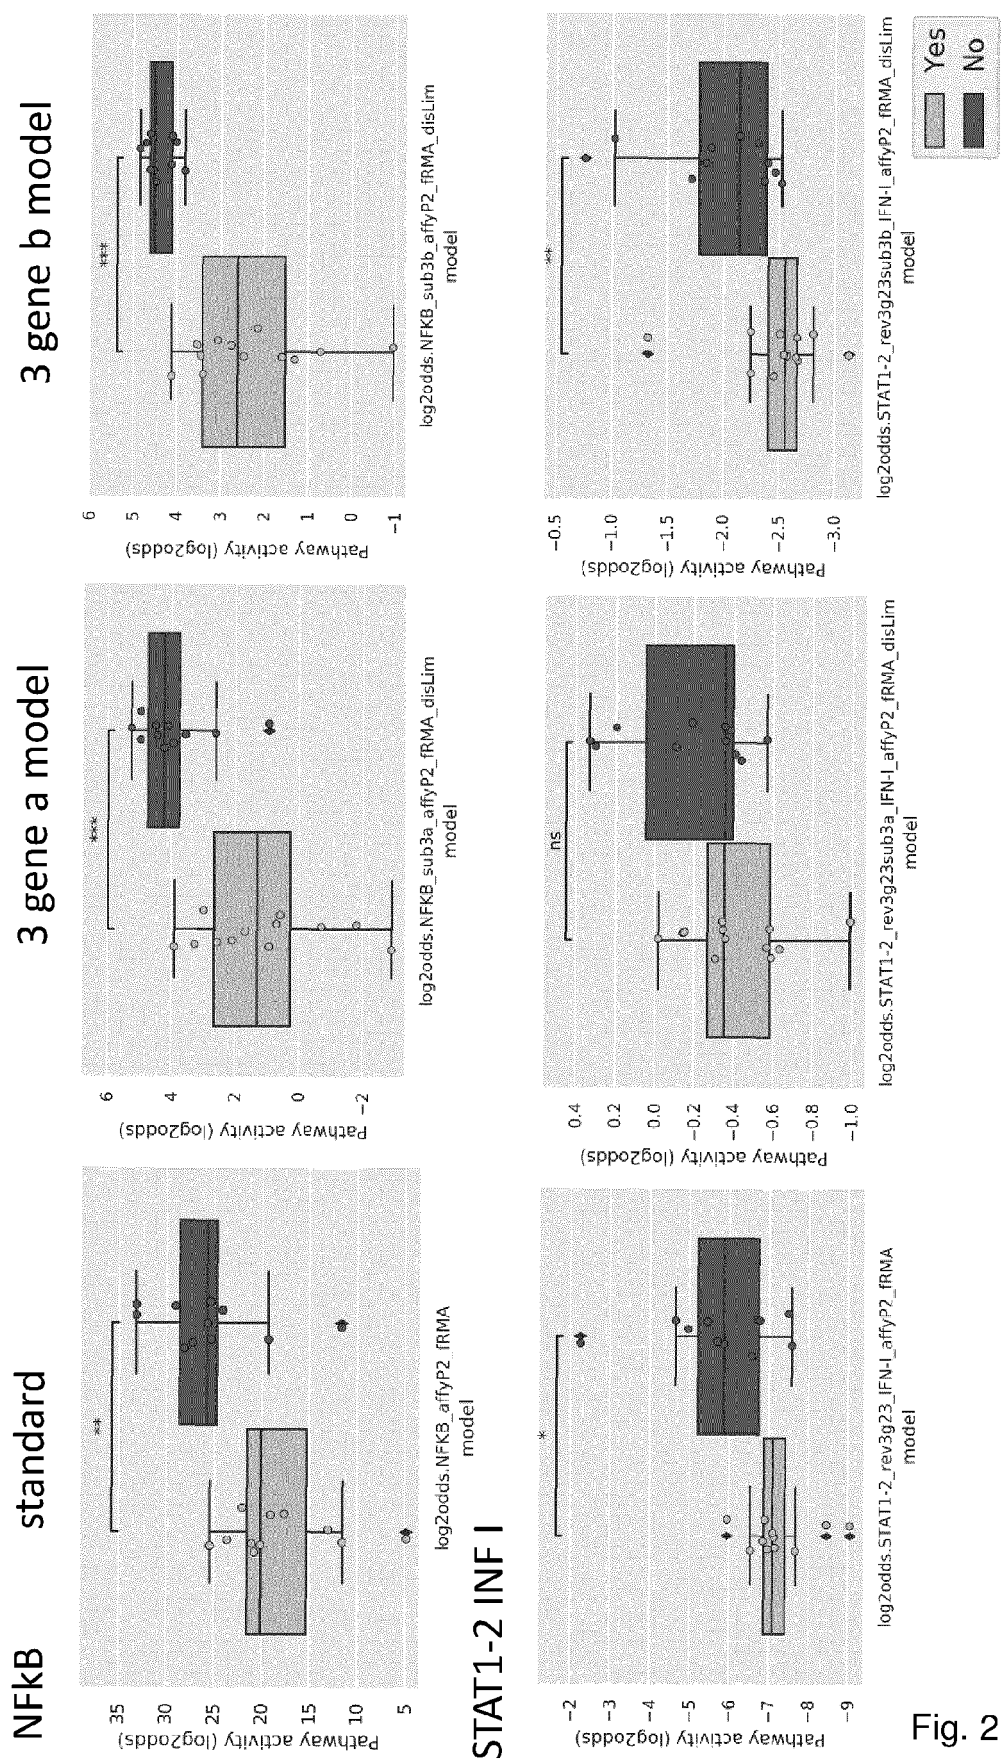 NFkB
standard
3 gene a model
3 gene b model
**
35
30
25
20
15
10
5
Pathway activity (log2odds)
log2odds.NFKB_affyP2_fRMA
model
***
6
4
2
0
−2
Pathway activity (log2odds)
log2odds.NFKB_sub3a_affyP2_fRMA_disLim
model
***
6
5
4
3
2
1
0
−1
Pathway activity (log2odds)
log2odds.NFKB_sub3b_affyP2_fRMA_disLim
model
STAT1-2 INF I
*
−2
−3
−4
−5
−6
−7
−8
−9
Pathway activity (log2odds)
log2odds.STAT1-2_rev3g23_IFN-I_affyP2_fRMA
model
ns
0.4
0.2
0.0
−0.2
−0.4
−0.6
−0.8
−1.0
Pathway activity (log2odds)
log2odds.STAT1-2_rev3g23sub3a_IFN-I_affyP2_fRMA_disLim
model
**
−0.5
−1.0
−1.5
−2.0
−2.5
−3.0
Pathway activity (log2odds)
log2odds.STAT1-2_rev3g23sub3b_IFN-I_affyP2_fRMA_disLim
model
Yes
No
Fig. 2